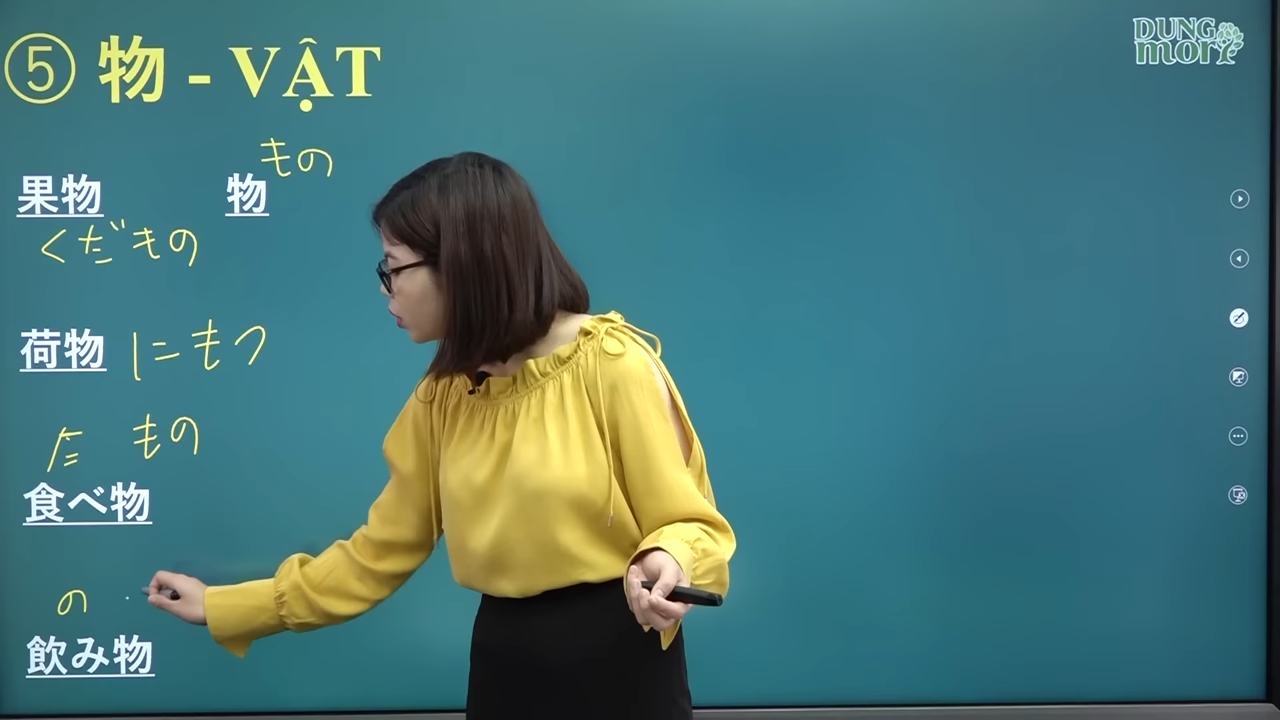 ⑤ 物 - VẬT
DUNG
mori
もの
果物 物
くだもの
荷物 にもつ
た もの
食べ物
の
飲み物